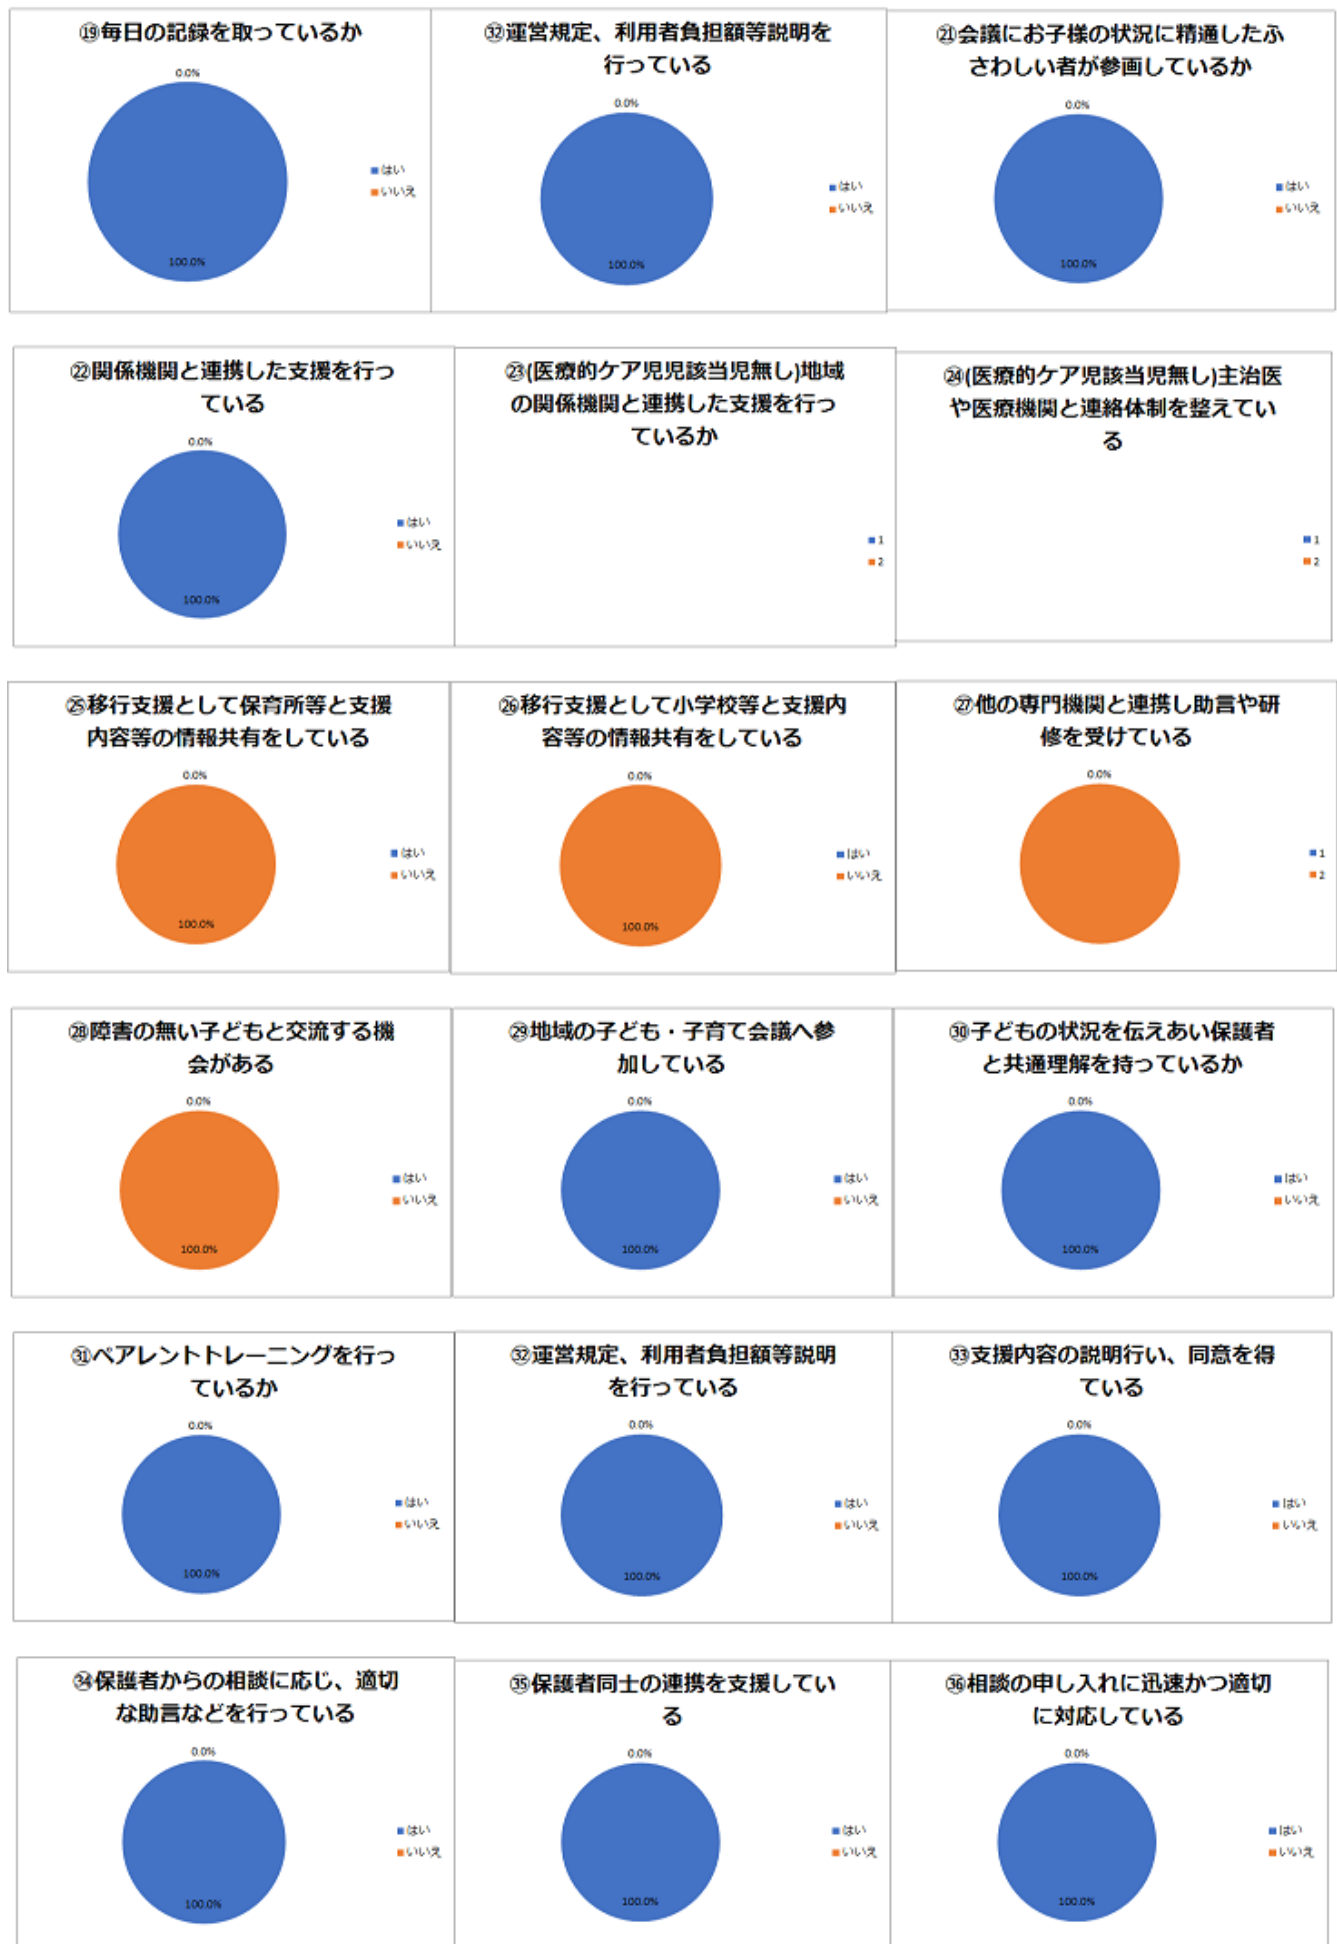 ⑲毎日の記録を取っているか
0.0%
100.0%
はい
いいえ
㉜運営規定、利用者負担額等説明を
行っている
0.0%
100.0%
はい
いいえ
㉑会議にお子様の状況に精通したふ
さわしい者が参画しているか
0.0%
100.0%
はい
いいえ
㉒関係機関と連携した支援を行っ
ている
0.0%
100.0%
はい
いいえ
㉓(医療的ケア児児該当児無し)地域
の関係機関と連携した支援を行っ
ているか
1
2
㉔(医療的ケア児該当児無し)主治医
や医療機関と連絡体制を整えてい
る
1
2
㉕移行支援として保育所等と支援
内容等の情報共有をしている
0.0%
100.0%
はい
いいえ
㉖移行支援として小学校等と支援内
容等の情報共有をしている
0.0%
100.0%
はい
いいえ
㉗他の専門機関と連携し助言や研
修を受けている
0.0%
1
2
㉘障害の無い子どもと交流する機
会がある
0.0%
100.0%
はい
いいえ
㉙地域の子ども・子育て会議へ参
加している
0.0%
100.0%
はい
いいえ
㉚子どもの状況を伝えあい保護者
と共通理解を持っているか
0.0%
100.0%
はい
いいえ
㉛ペアレントトレーニングを行っ
ているか
0.0%
100.0%
はい
いいえ
㉜運営規定、利用者負担額等説明
を行っている
0.0%
100.0%
はい
いいえ
㉝支援内容の説明行い、同意を得
ている
0.0%
100.0%
はい
いいえ
㉞保護者からの相談に応じ、適切
な助言などを行っている
0.0%
100.0%
はい
いいえ
㉟保護者同士の連携を支援してい
る
0.0%
100.0%
はい
いいえ
㊱相談の申し入れに迅速かつ適切
に対応している
0.0%
100.0%
はい
いいえ